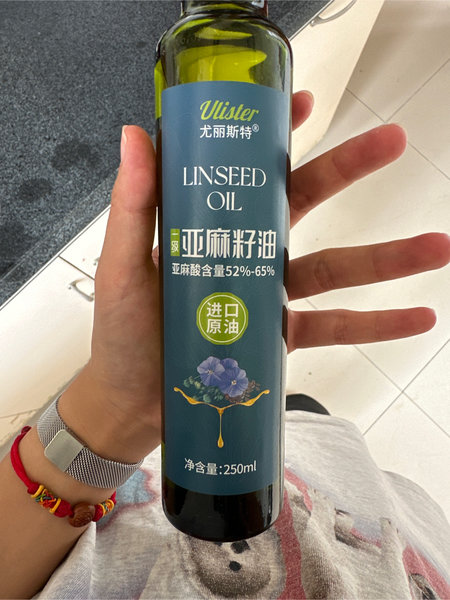 Ulister
尤丽斯特®
LINSEED
OIL
一级
亚麻籽油
亚麻酸含量52%-65%
进口
原油
净含量:250ml